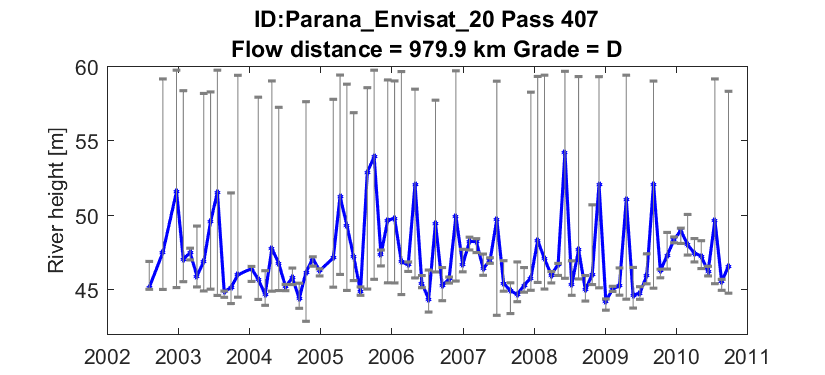 ID:Parana_Envisat_20 Pass 407
Flow distance = 979.9 km Grade = D
River height [m]
60
55
50
45
2002 2003 2004 2005 2006 2007 2008 2009 2010 2011